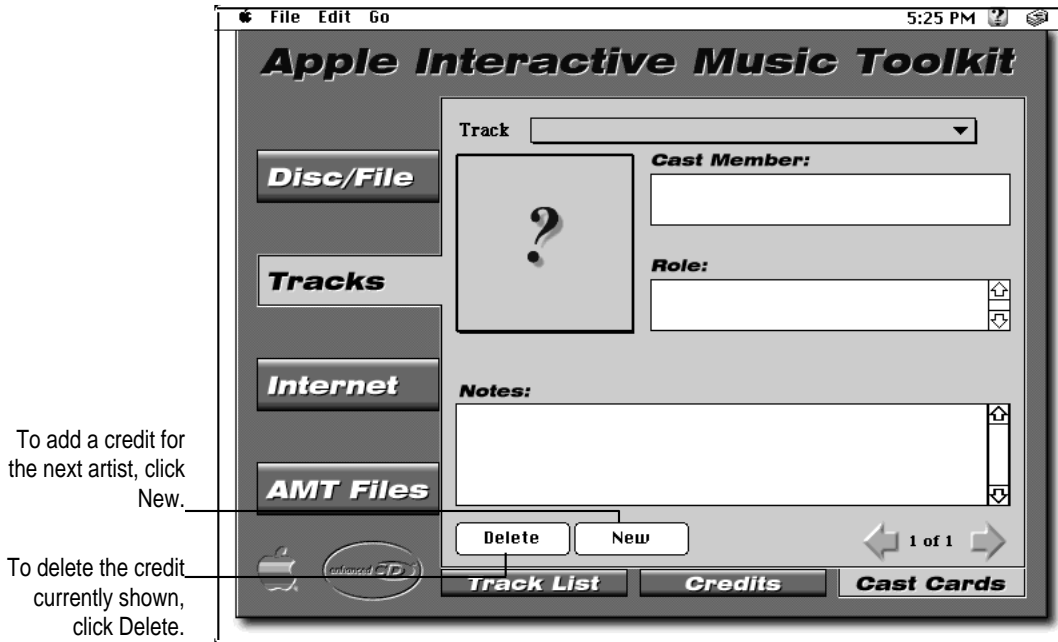 File Edit Go 5:25 PM
Apple Interactive Music Toolkit
Track
Disc/File
Cast Member:
?
Tracks
Role:
Internet
Notes:
To add a credit for
the next artist, click
New.
AMT Files
Delete
New
1 of 1
enhanced CD
To delete the credit
currently shown,
click Delete.
Track List
Credits
Cast Cards